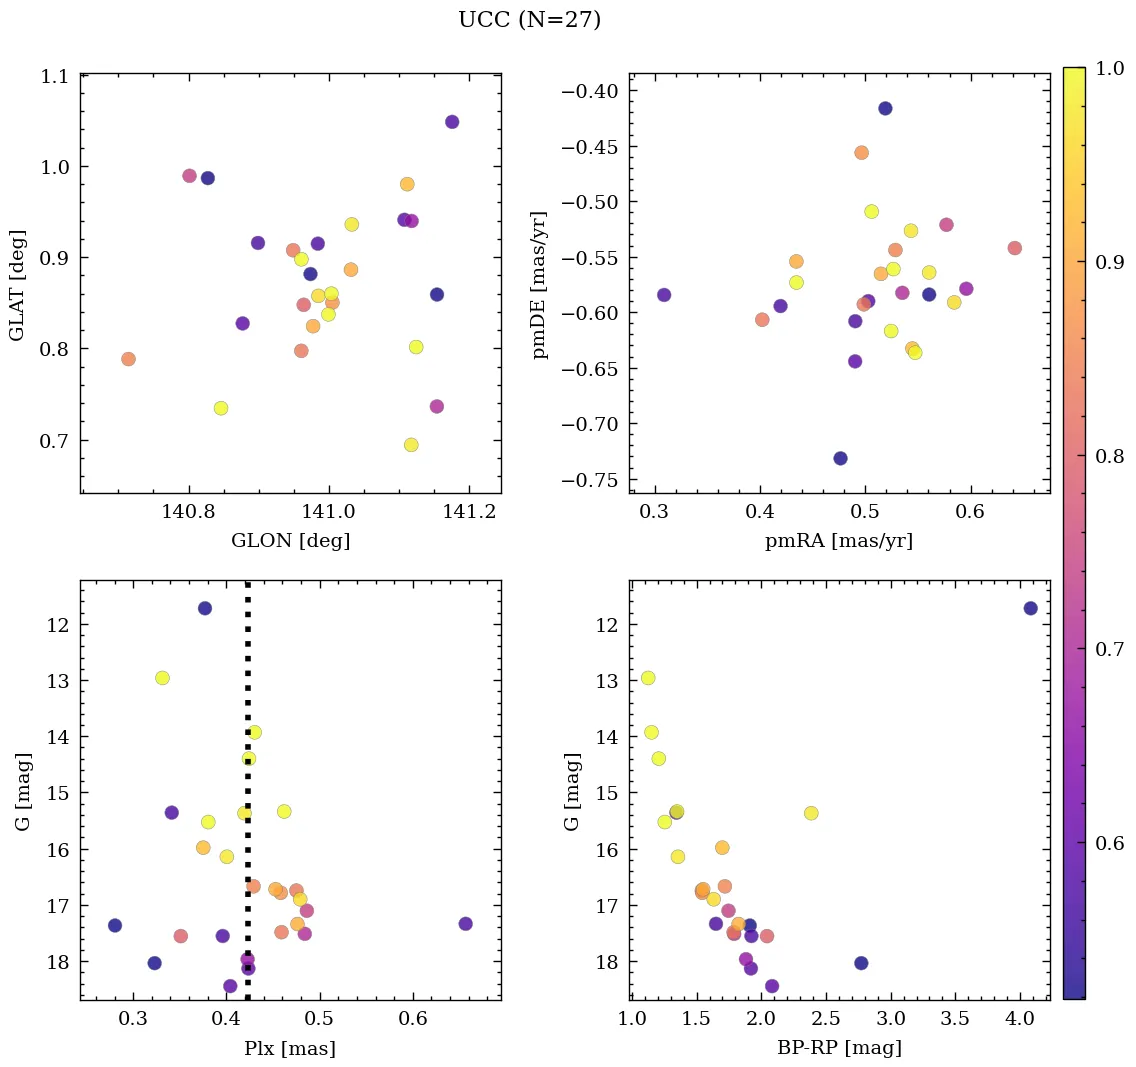 UCC (N=27)
1.1
1.0
0.9
0.8
0.7
GLAT [deg]
140.8 141.0 141.2
GLON [deg]
−0.40
−0.45
−0.50
−0.55
−0.60
−0.65
−0.70
−0.75
pmDE [mas/yr]
0.3 0.4 0.5 0.6
pmRA [mas/yr]
12
13
14
15
16
17
18
G [mag]
0.3 0.4 0.5 0.6
Plx [mas]
12
13
14
15
16
17
18
G [mag]
1.0 1.5 2.0 2.5 3.0 3.5 4.0
BP-RP [mag]
1.0
0.9
0.8
0.7
0.6